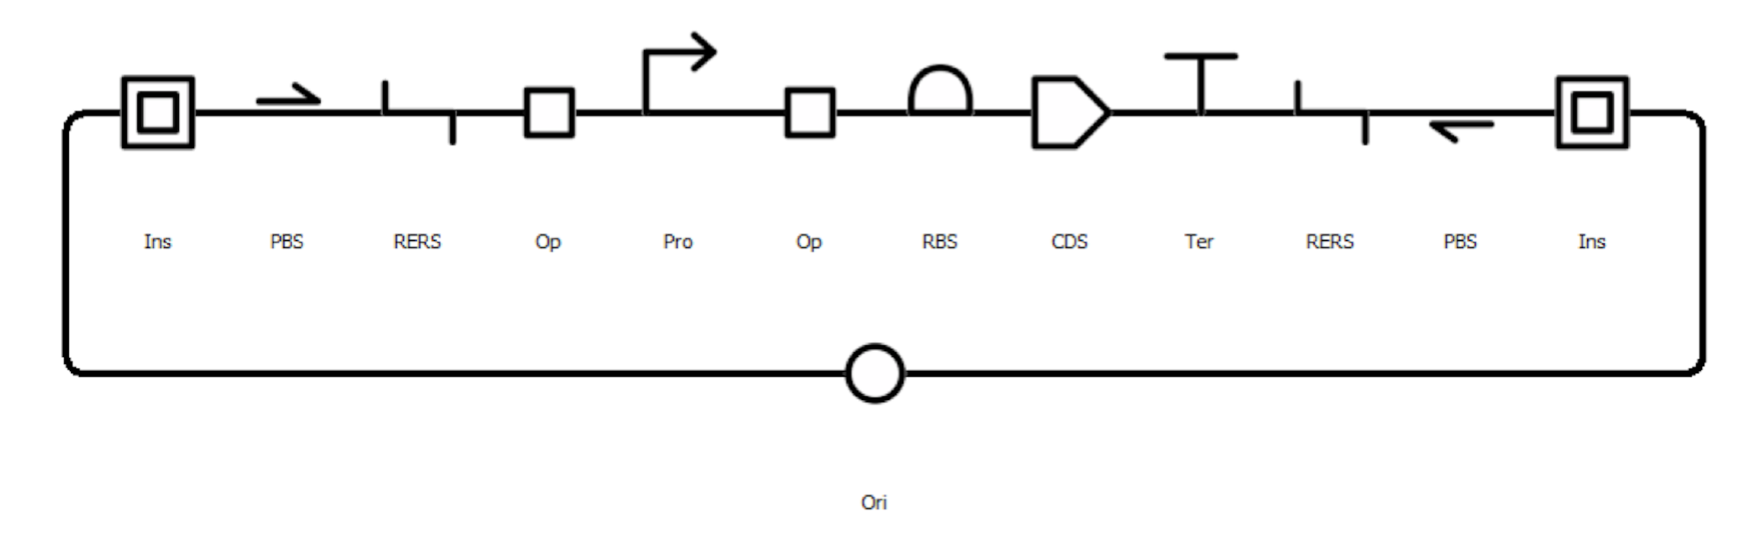 Ins PBS RERS Op Pro Op RBS CDS Ter RERS PBS Ins
Ori